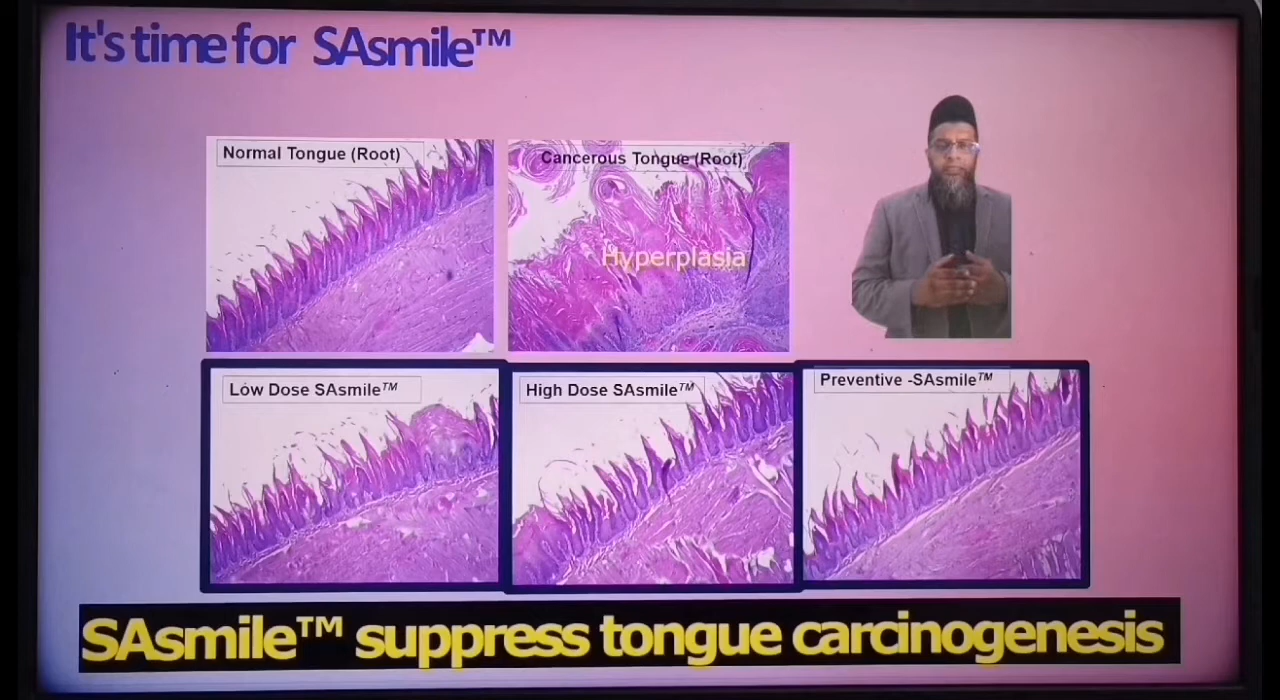 It's time for SAsmile™
Normal Tongue (Root)
Cancerous Tongue (Root)
Hyperplasia
Low Dose SAsmile™
High Dose SAsmile™
Preventive -SAsmile™
SAsmile™ suppress tongue carcinogenesis